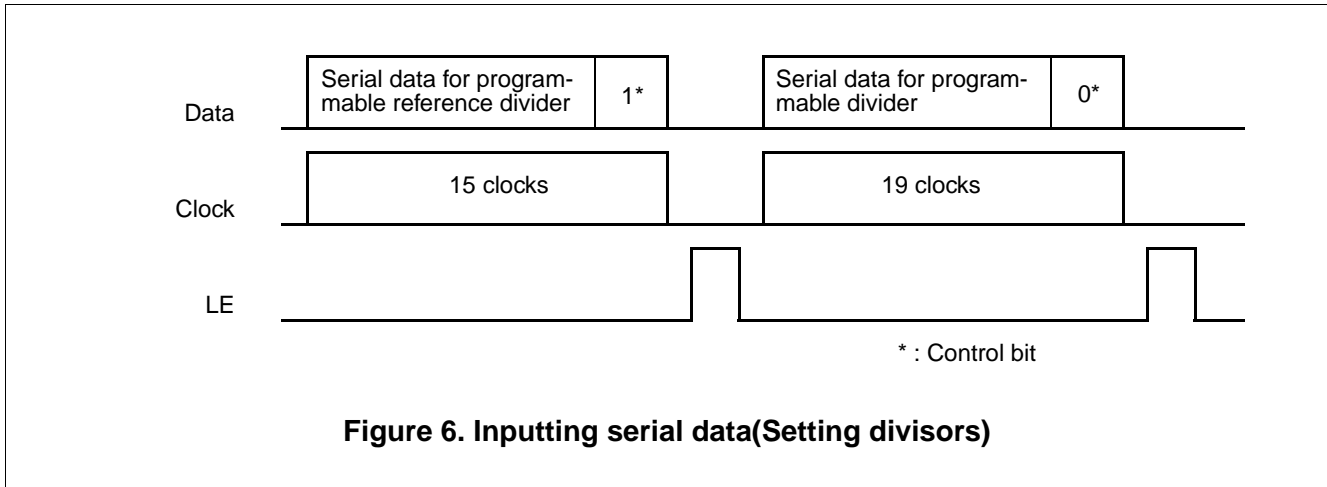 Data
Serial data for program-
mable reference divider
1*
Serial data for program-
mable divider
0*
Clock
15 clocks
19 clocks
LE
* : Control bit
Figure 6. Inputting serial data(Setting divisors)